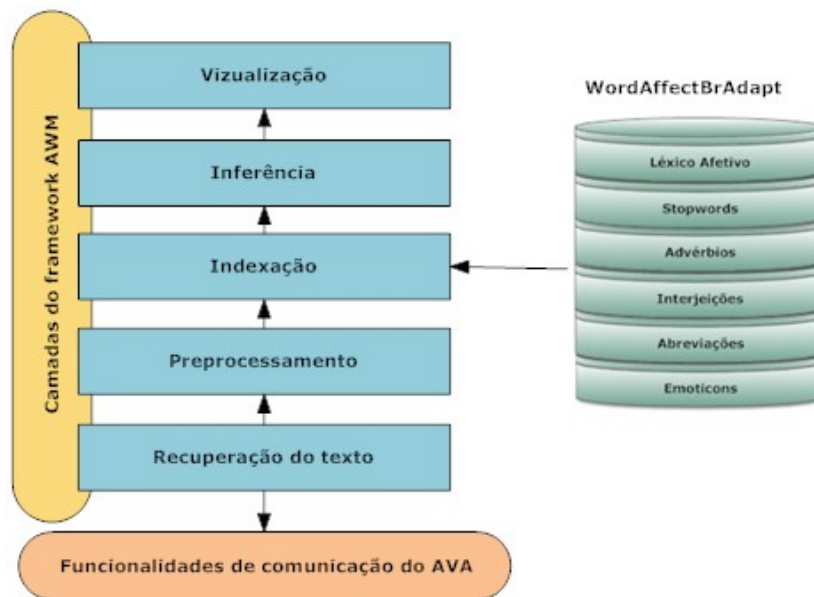 Camadas do framework AWM
Vizualização
Inferência
Indexação
Preprocessamento
Recuperação do texto
Funcionalidades de comunicação do AVA
WordAffectBrAdapt
Léxico Afetivo
Stopwords
Advérbios
Interjeições
Abreviações
Emoticons